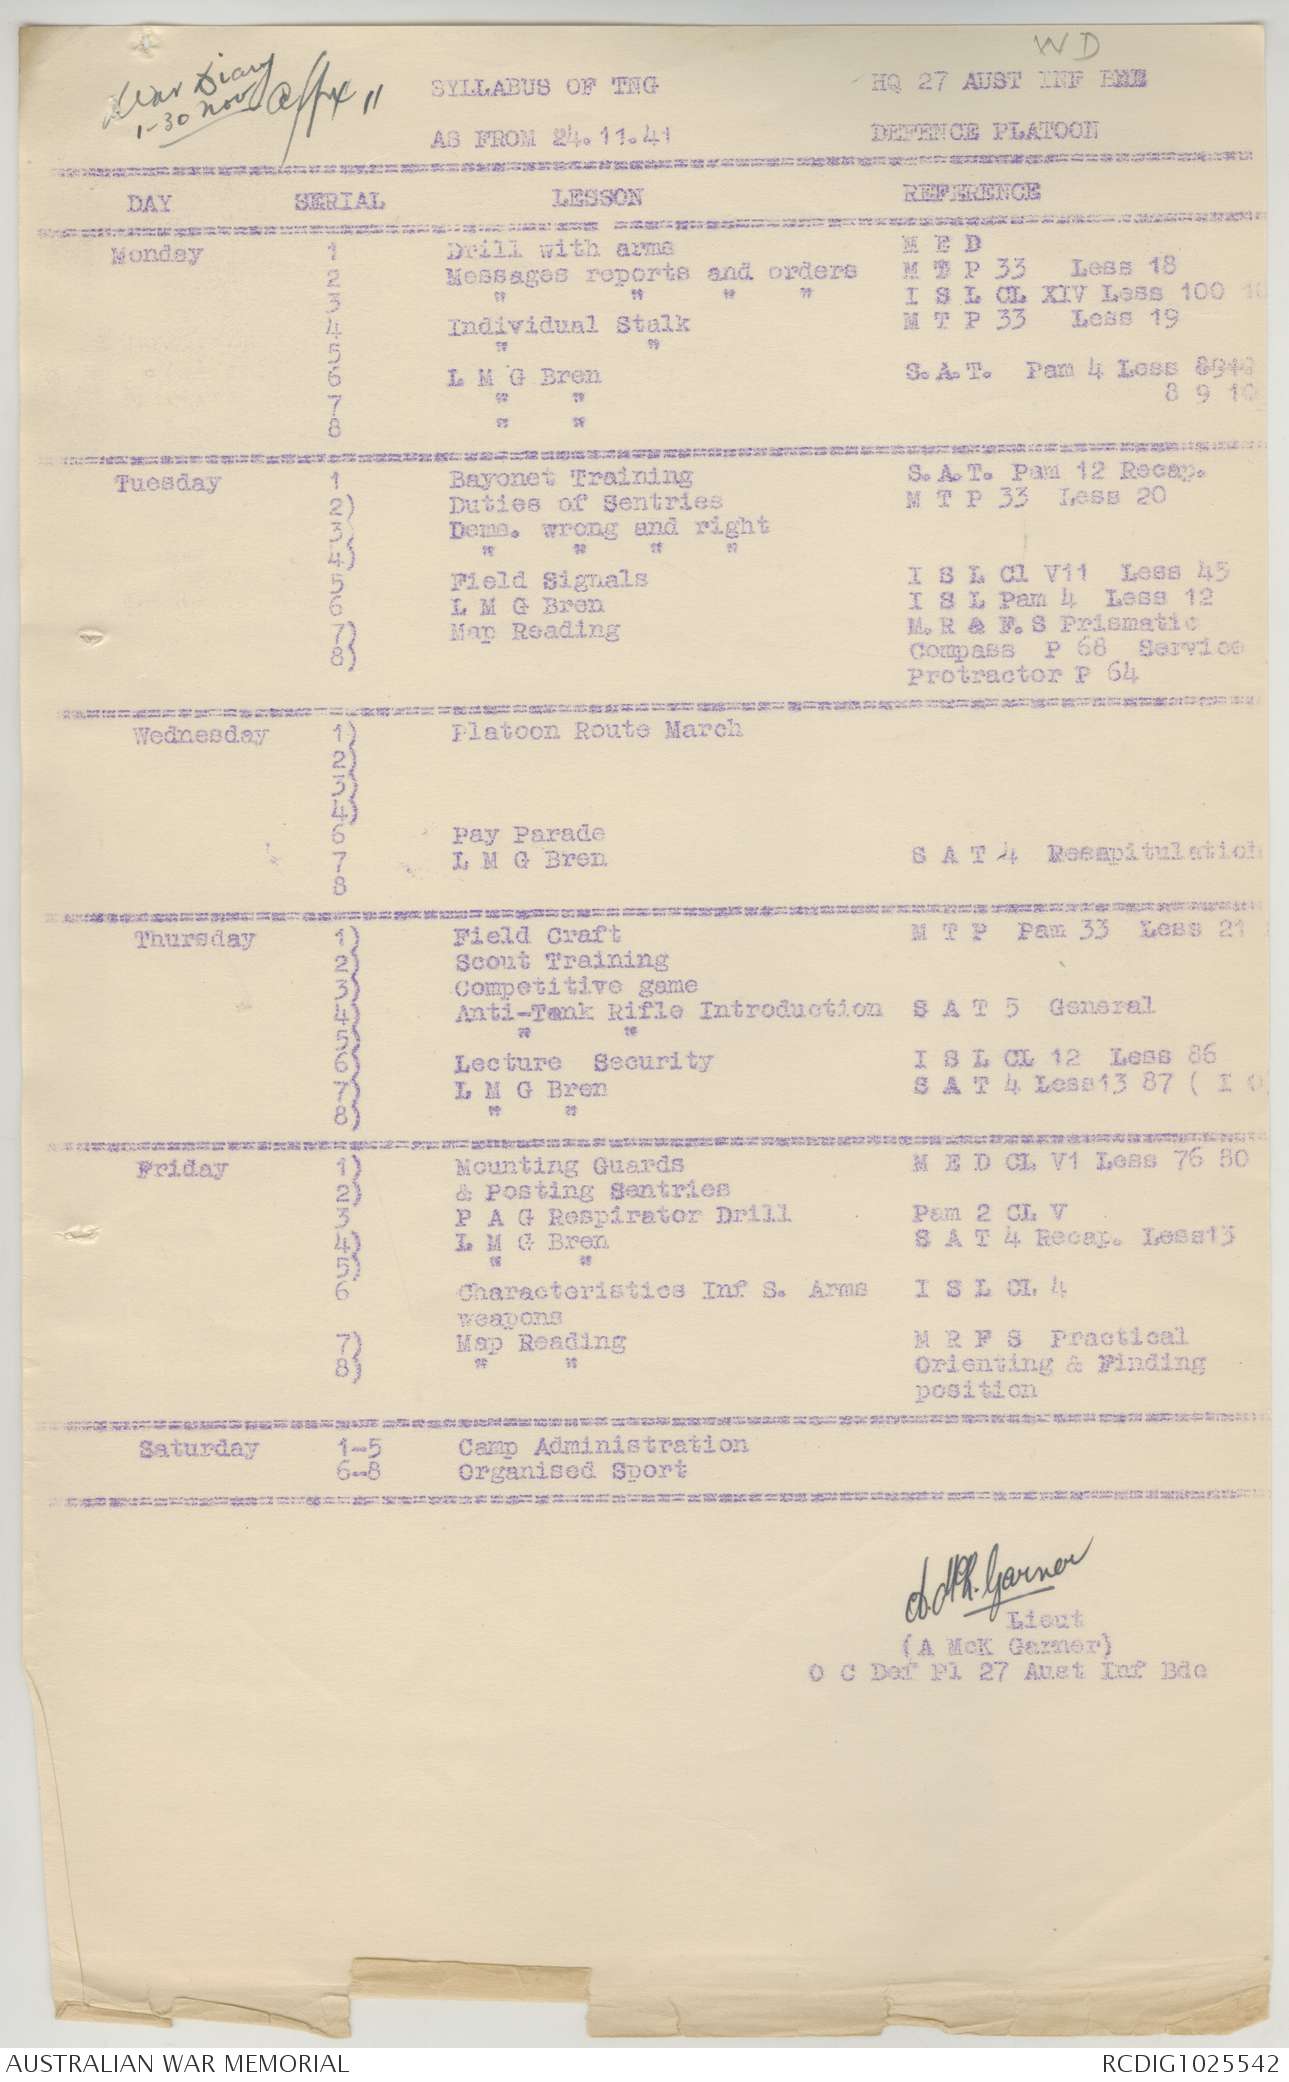 WD
War Diary
1-30 Nov Appx 11
SYLLABUS OF TNG
HQ 27 AUST INF BDE
AS FROM 24.11.41
DEFENCE PLATOON
DAY SERIAL LESSON REFERENCE
Monday 1 Drill with arms M E D
2 Messages reports and orders M T P 33 Less 18
3 " " " " I S L CL XIV Less 100
4 Individual Stalk M T P 33 Less 19
5 " "
6 L M G Bren S.A.T. Pam 4 Less 8910
7 " " 8 9 10
8 " "
Tuesday 1 Bayonet Training S.A.T. Pam 12 Recap.
2) Duties of Sentries M T P 33 Less 20
3) Dems. wrong and right
4) " " " "
5 Field Signals I S L Cl V11 Less 45
6 L M G Bren I S L Pam 4 Less 12
7) Map Reading M.R & F.S Prismatic
8) Compass P 68 Service
Protractor P 64
Wednesday 1) Platoon Route March
2)
3)
4)
6 Pay Parade
7 L M G Bren S A T 4 Recapitulation
8
Thursday 1) Field Craft M T P Pam 33 Less 21
2) Scout Training
3) Competitive game
4) Anti-Tank Rifle Introduction S A T 5 General
5) " "
6) Lecture Security I S L CL 12 Less 86
7) L M G Bren S A T 4 Less13 87 ( I O
8) " "
Friday 1) Mounting Guards M E D CL V1 Less 76 80
2) & Posting Sentries
3 P A G Respirator Drill Pam 2 CL V
4) L M G Bren S A T 4 Recap. Less13
5) " "
6 Characteristics Inf S. Arms I S L CL 4
weapons
7) Map Reading M R F S Practical
8) " " Orienting & Finding
position
Saturday 1-5 Camp Administration
6-8 Organised Sport
A. McK. Garner
Lieut
(A McK Garner)
O C Def Pl 27 Aust Inf Bde
AUSTRALIAN WAR MEMORIAL
RCDIG1025542